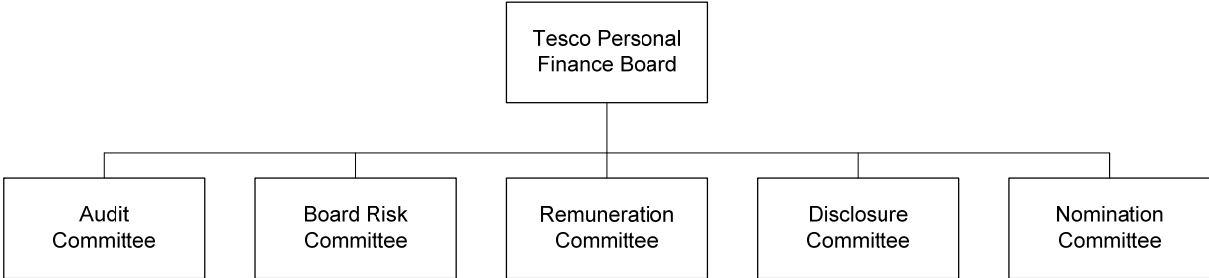 Tesco Personal
Finance Board
Audit
Committee
Board Risk
Committee
Remuneration
Committee
Disclosure
Committee
Nomination
Committee